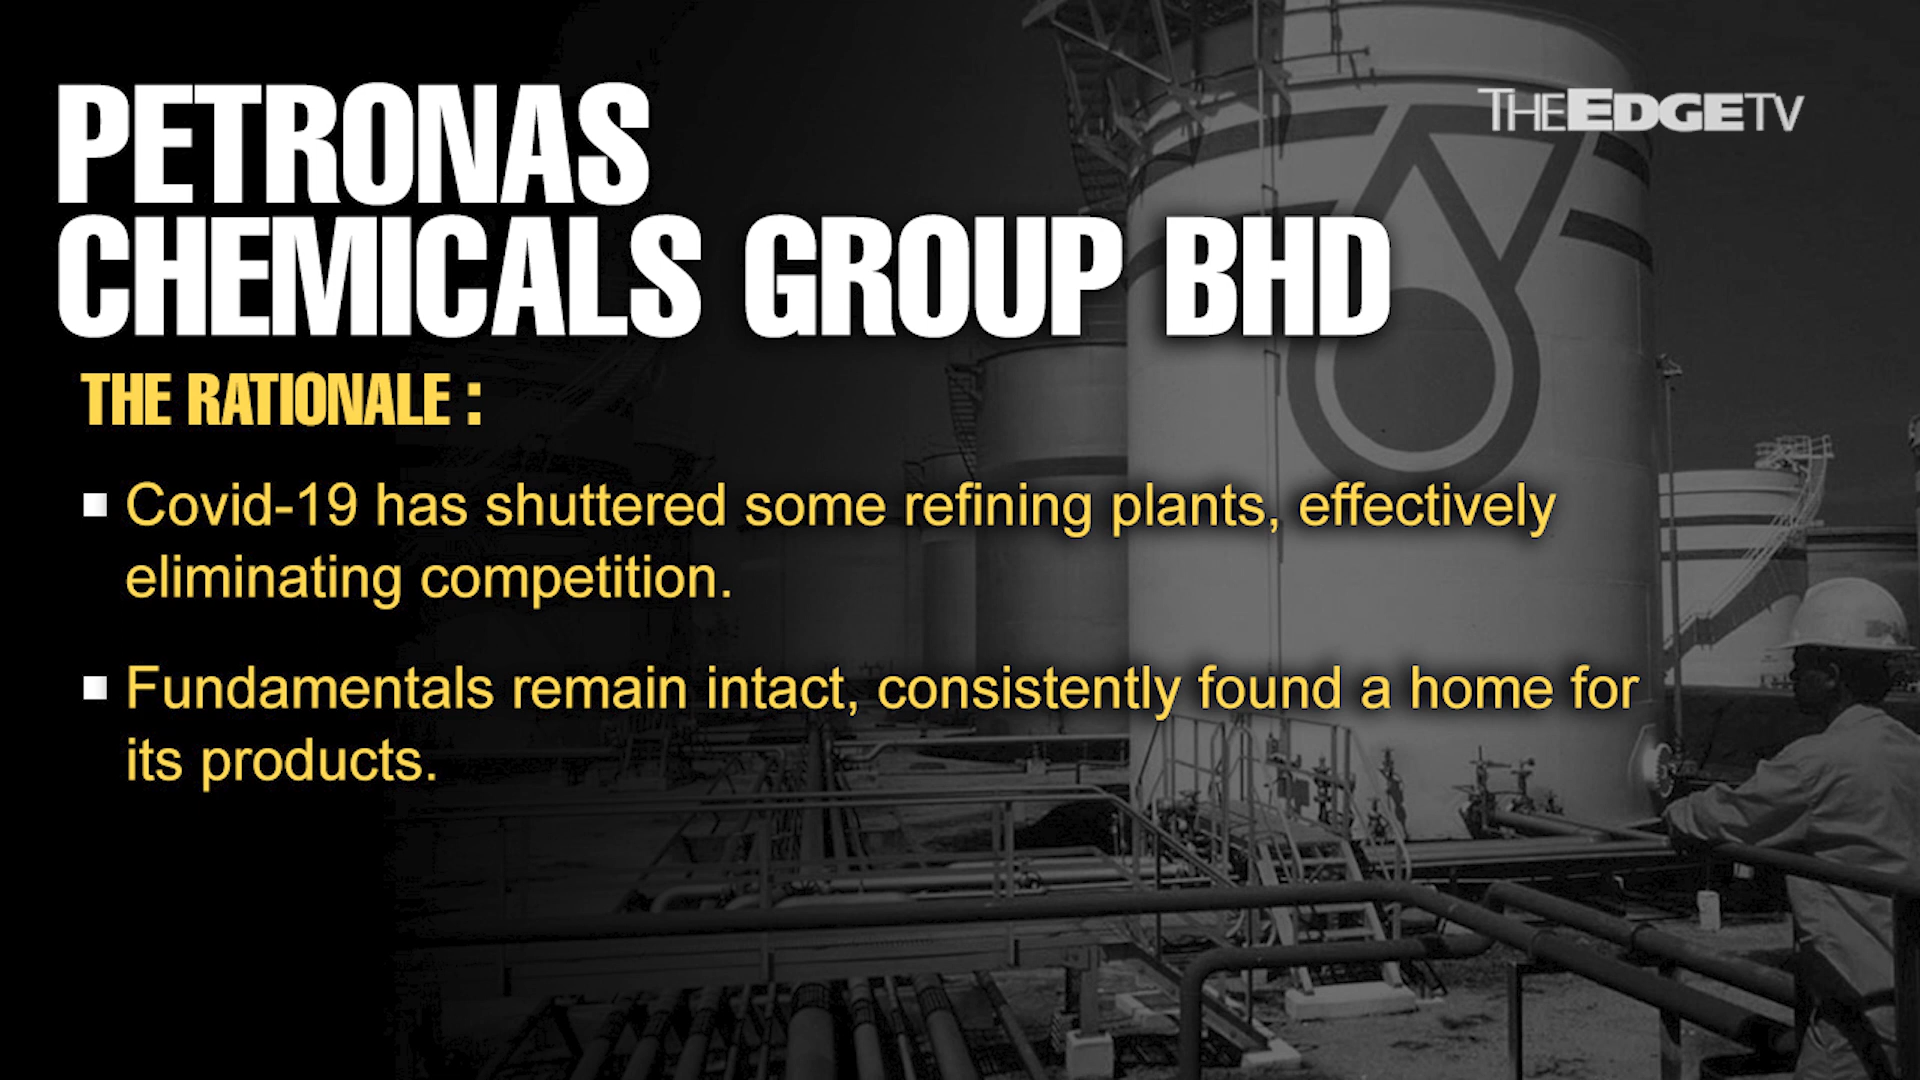 PETRONAS
CHEMICALS GROUP BHD
THEEDGETV
THE RATIONALE :
Covid-19 has shuttered some refining plants, effectively
eliminating competition.
Fundamentals remain intact, consistently found a home for
its products.